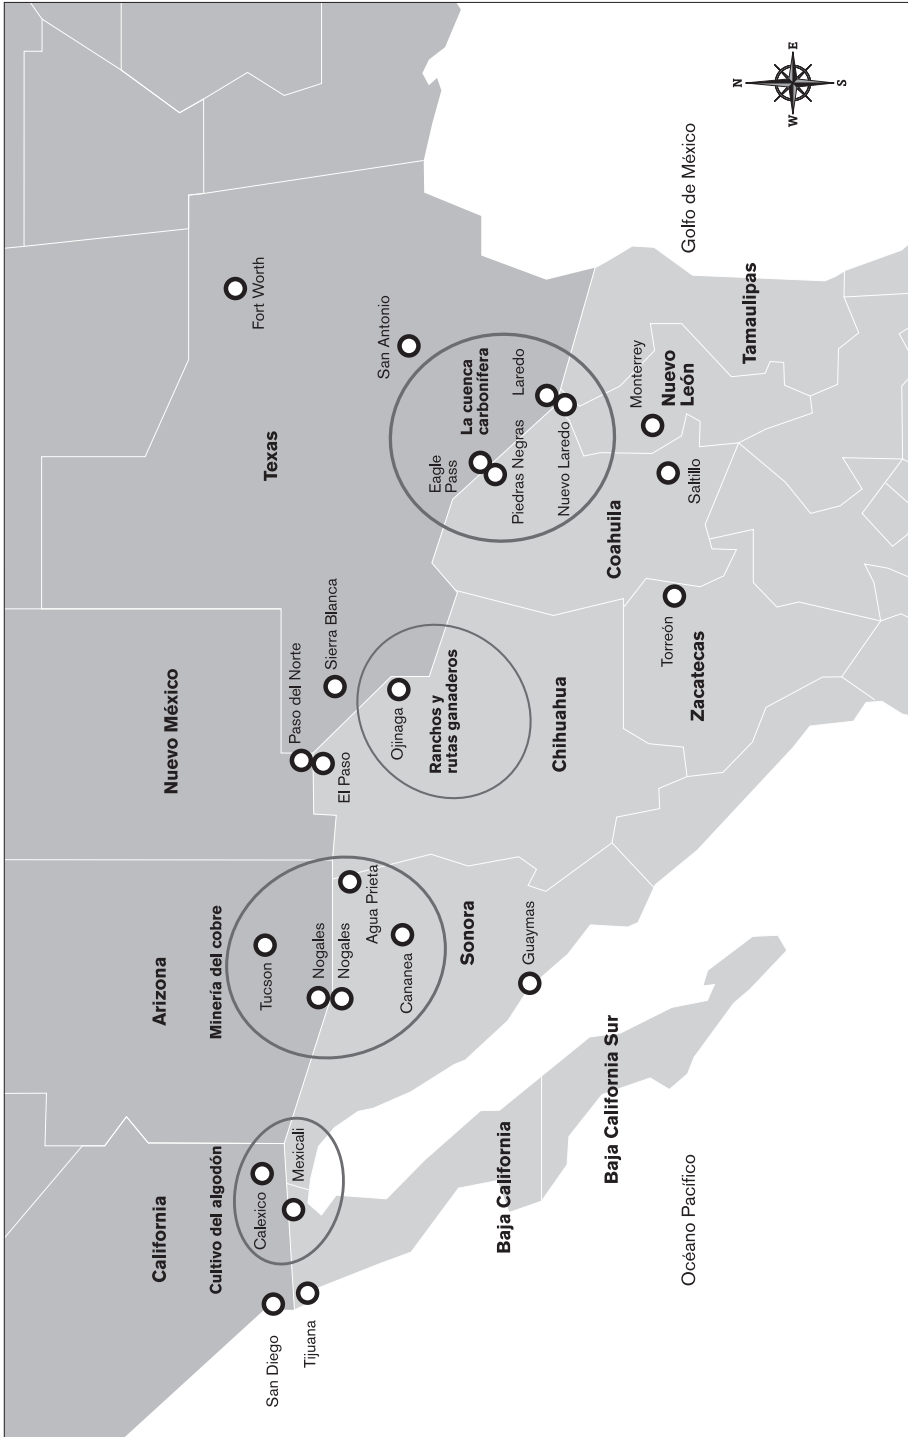 California
Arizona
Nuevo México
Texas
Cultivo del algodón
Minería del cobre
San Diego
Tijuana
Calexico
Mexicali
Tucson
Nogales
Nogales
Agua Prieta
Cananea
Sonora
Guaymas
Paso del Norte
El Paso
Sierra Blanca
Ojinaga
Ranchos y
rutas ganaderos
Chihuahua
Fort Worth
San Antonio
La cuenca
carbonífera
Eagle
Pass
Piedras Negras
Laredo
Nuevo Laredo
Coahuila
Monterrey
Nuevo
León
Saltillo
Torreón
Zacatecas
Tamaulipas
Golfo de México
Baja California
Baja California Sur
Océano Pacífico
N
W
E
S